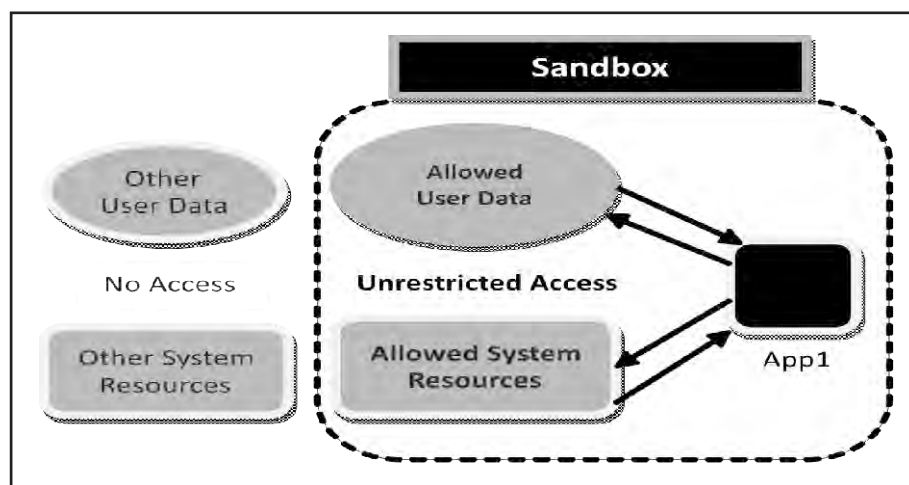 Sandbox
Other
User Data
Allowed
User Data
No Access
Unrestricted Access
Other System
Resources
Allowed System
Resources
App1